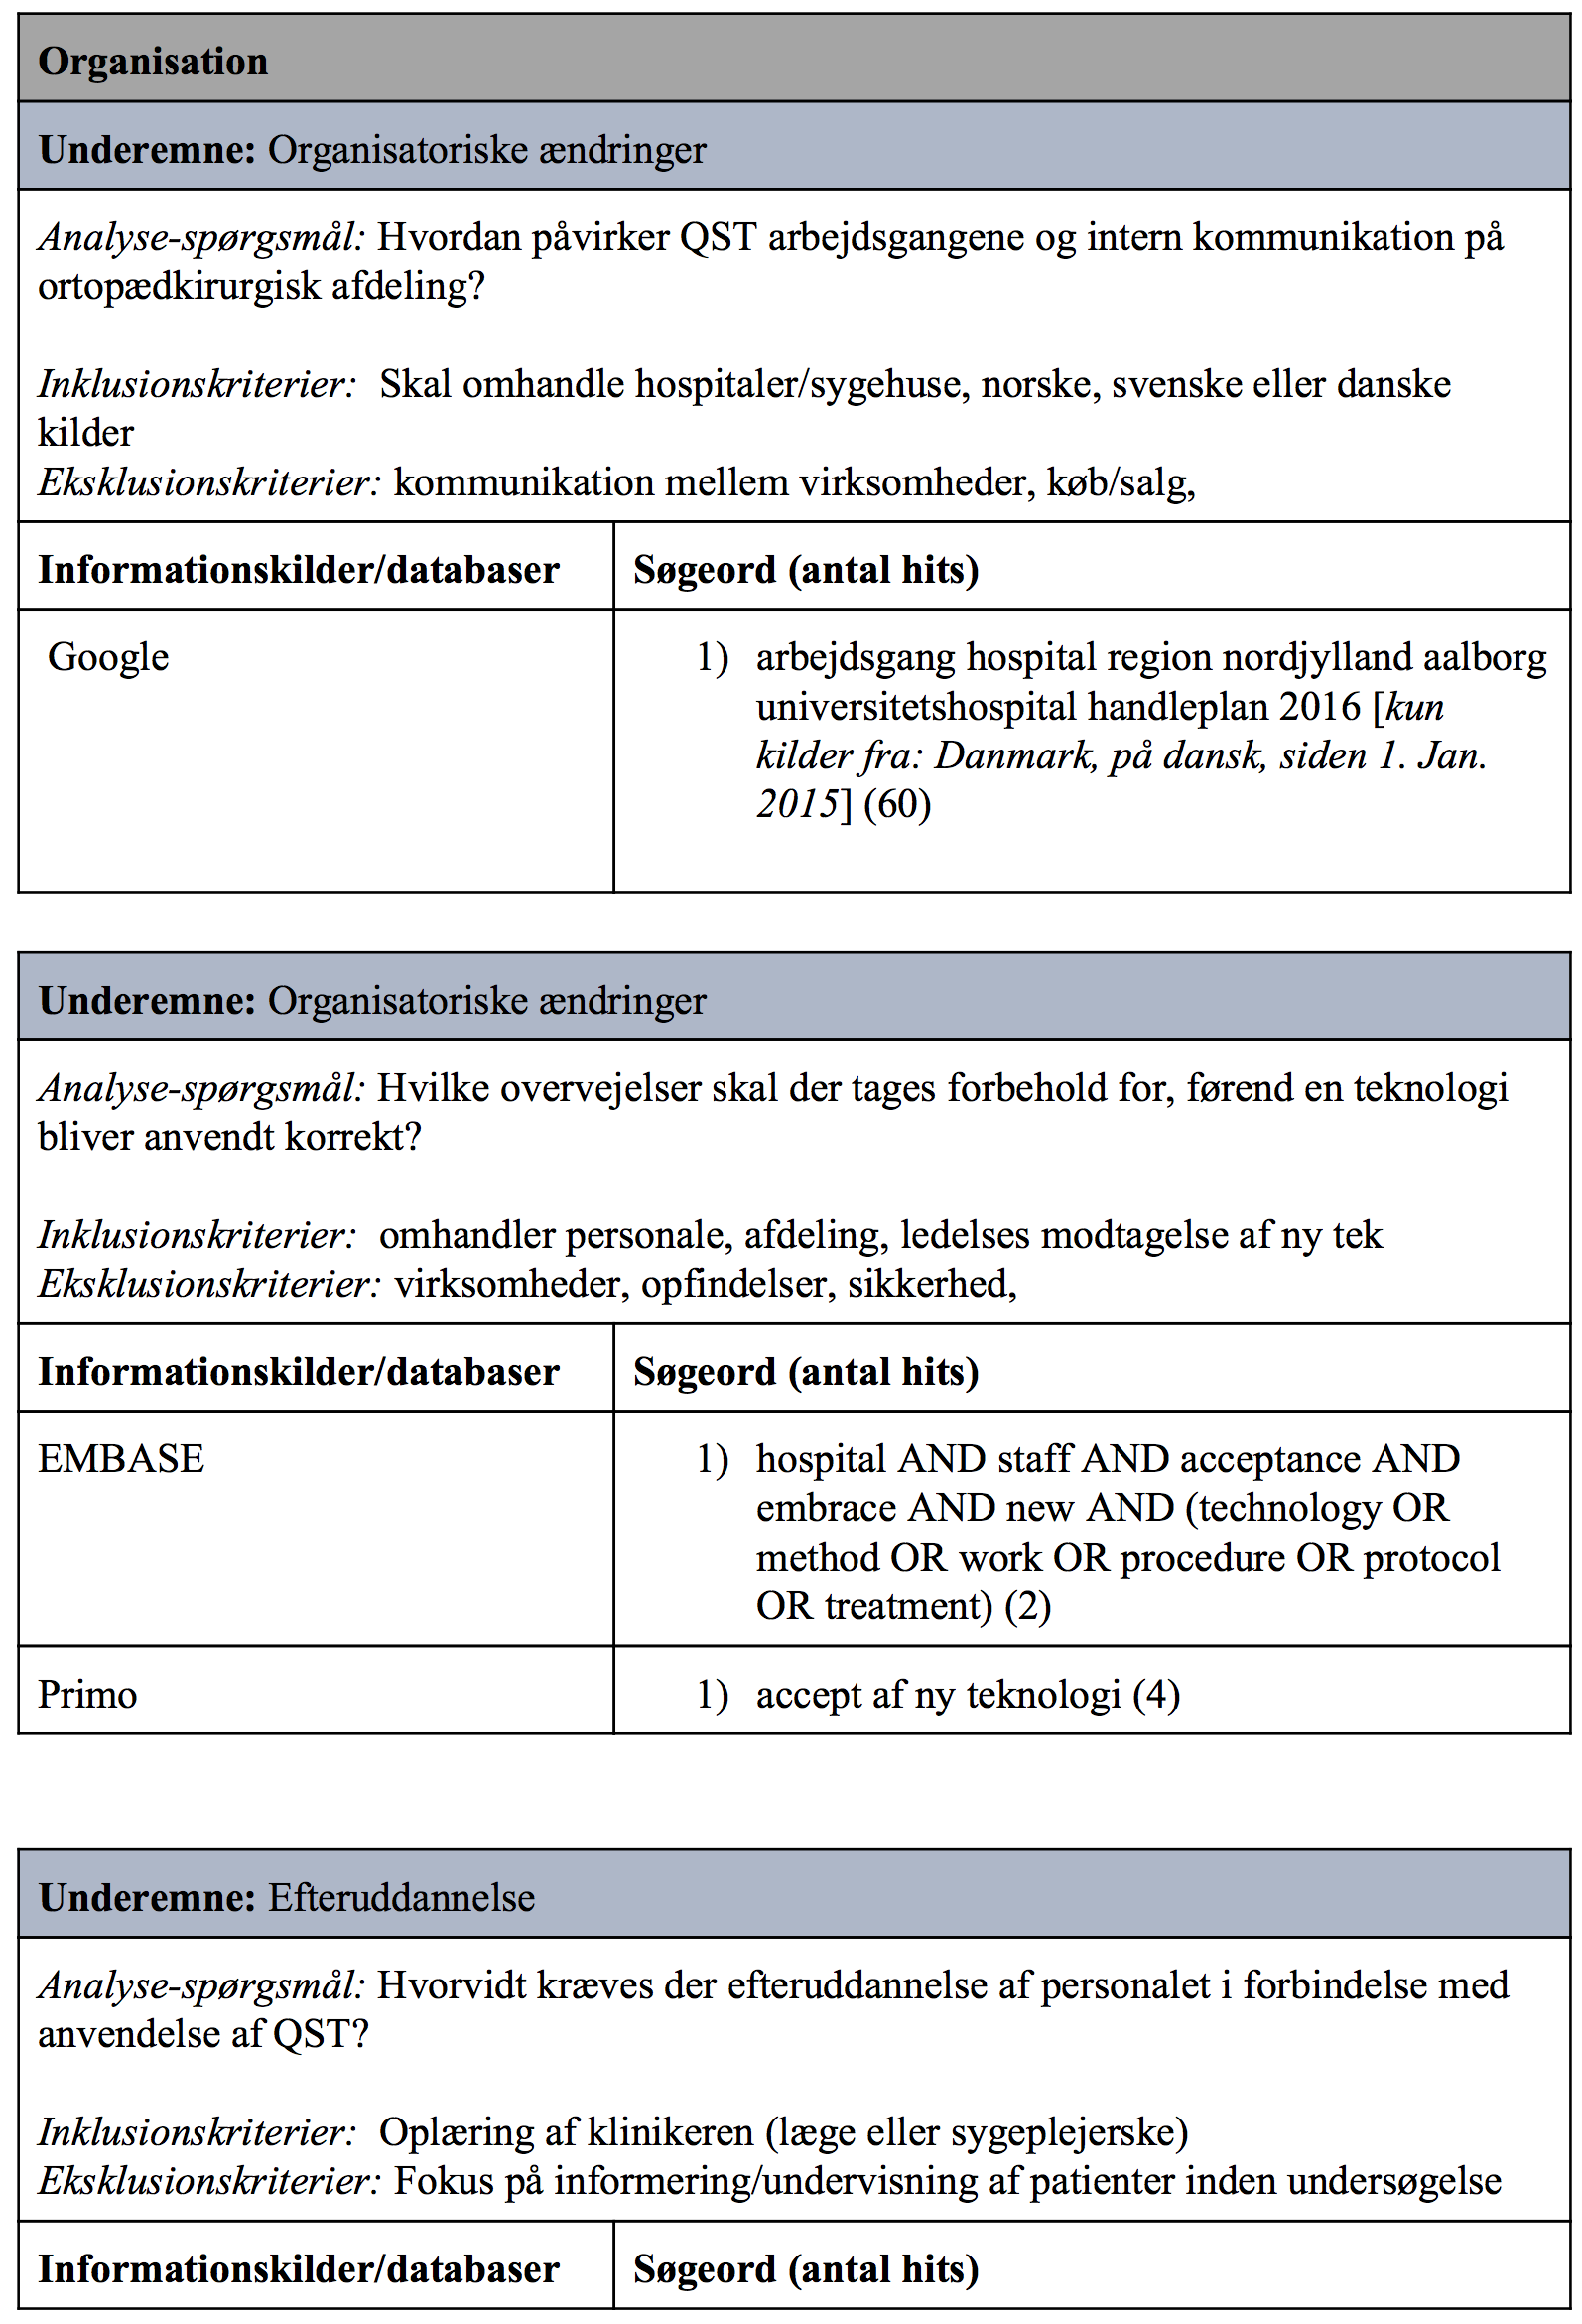 Organisation
Underemne: Organisatoriske ændringer
Analyse-spørgsmål: Hvordan påvirker QST arbejdsgangene og intern kommunikation på
ortopædkirurgisk afdeling?
Inklusionskriterier: Skal omhandle hospitaler/sygehuse, norske, svenske eller danske
kilder
Eksklusionskriterier: kommunikation mellem virksomheder, køb/salg,
Informationskilder/databaser Søgeord (antal hits)
Google 1) arbejdsgang hospital region nordjylland aalborg
universitetshospital handleplan 2016 [kun
kilder fra: Danmark, på dansk, siden 1. Jan.
2015] (60)
Underemne: Organisatoriske ændringer
Analyse-spørgsmål: Hvilke overvejelser skal der tages forbehold for, førend en teknologi
bliver anvendt korrekt?
Inklusionskriterier: omhandler personale, afdeling, ledelses modtagelse af ny tek
Eksklusionskriterier: virksomheder, opfindelser, sikkerhed,
Informationskilder/databaser Søgeord (antal hits)
EMBASE 1) hospital AND staff AND acceptance AND
embrace AND new AND (technology OR
method OR work OR procedure OR protocol
OR treatment) (2)
Primo 1) accept af ny teknologi (4)
Underemne: Efteruddannelse
Analyse-spørgsmål: Hvorvidt kræves der efteruddannelse af personalet i forbindelse med
anvendelse af QST?
Inklusionskriterier: Oplæring af klinikeren (læge eller sygeplejerske)
Eksklusionskriterier: Fokus på informering/undervisning af patienter inden undersøgelse
Informationskilder/databaser Søgeord (antal hits)